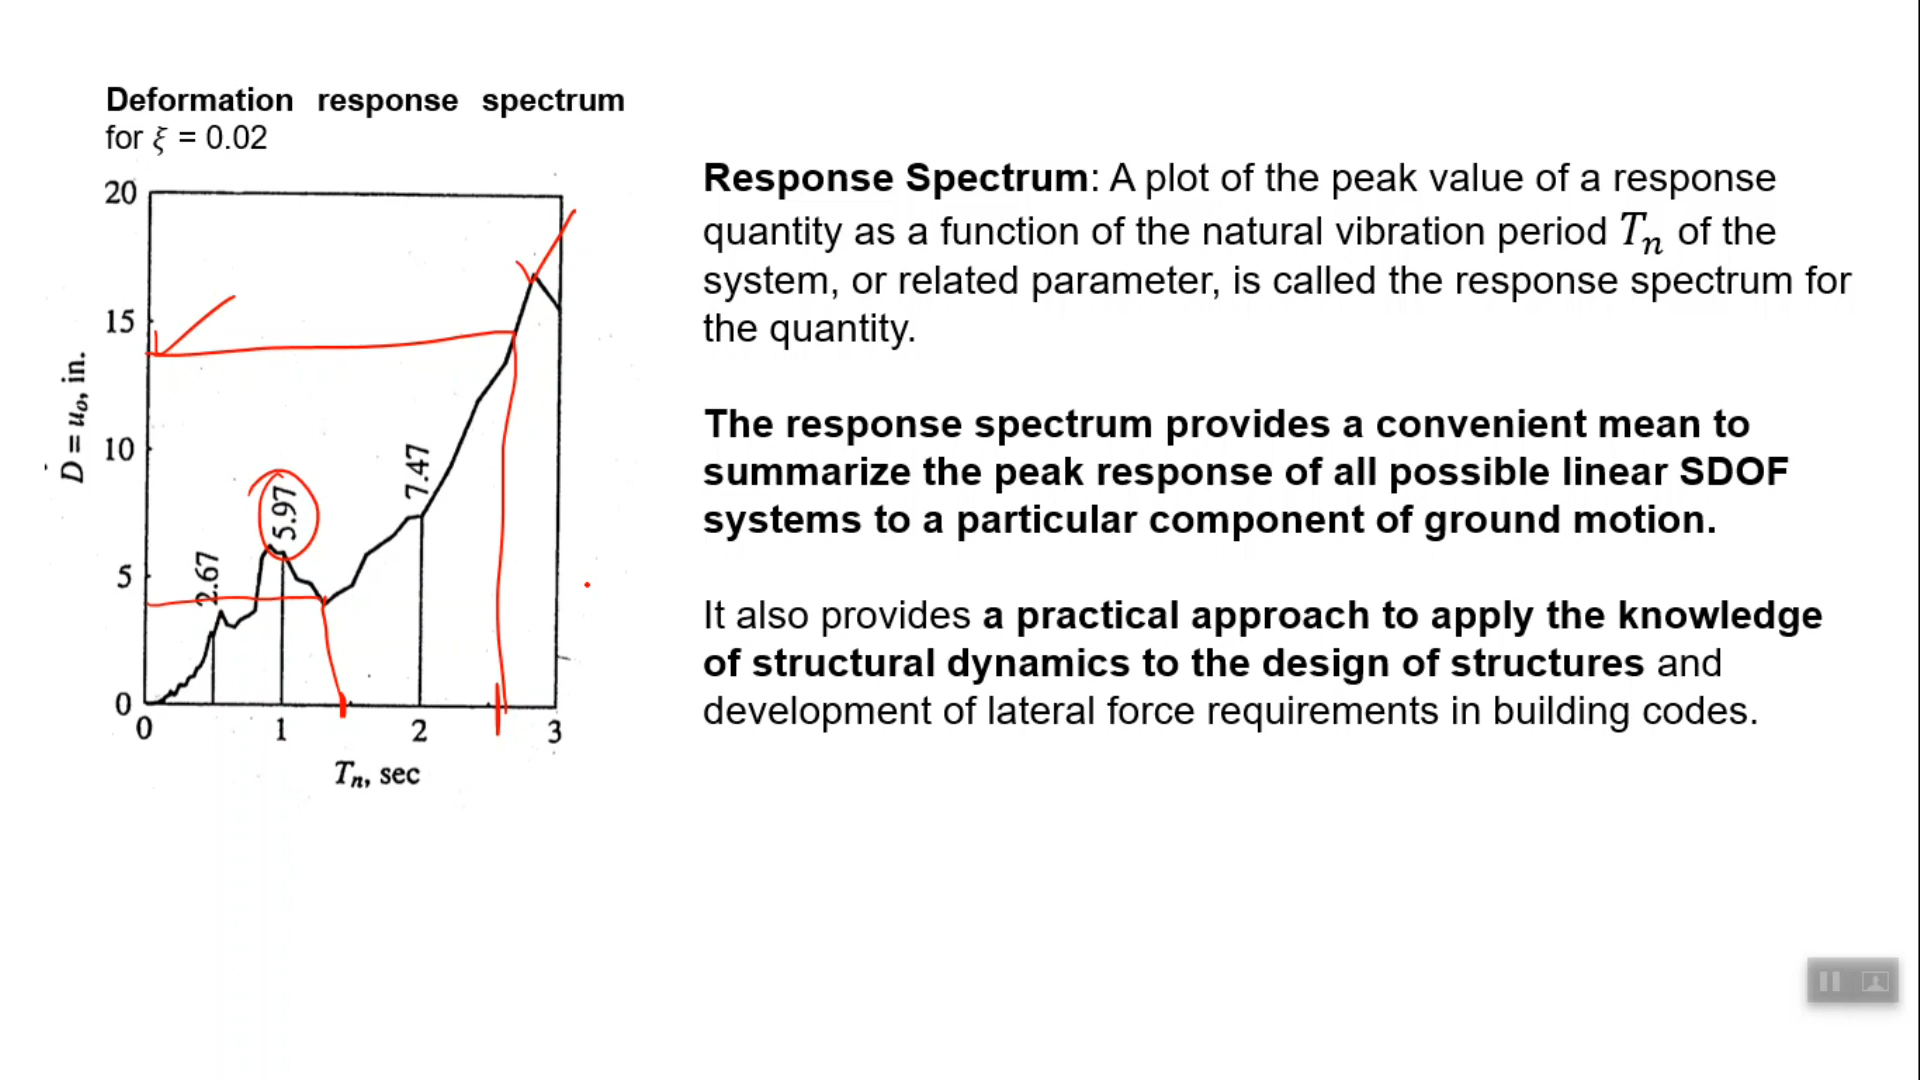 Deformation response spectrum
for ξ = 0.02
20
15
10
5
0
D = uₒ, in.
2.67
5.97
7.47
0 1 2 3
Tₙ, sec
Response Spectrum: A plot of the peak value of a response
quantity as a function of the natural vibration period Tₙ of the
system, or related parameter, is called the response spectrum for
the quantity.
The response spectrum provides a convenient mean to
summarize the peak response of all possible linear SDOF
systems to a particular component of ground motion.
It also provides a practical approach to apply the knowledge
of structural dynamics to the design of structures and
development of lateral force requirements in building codes.